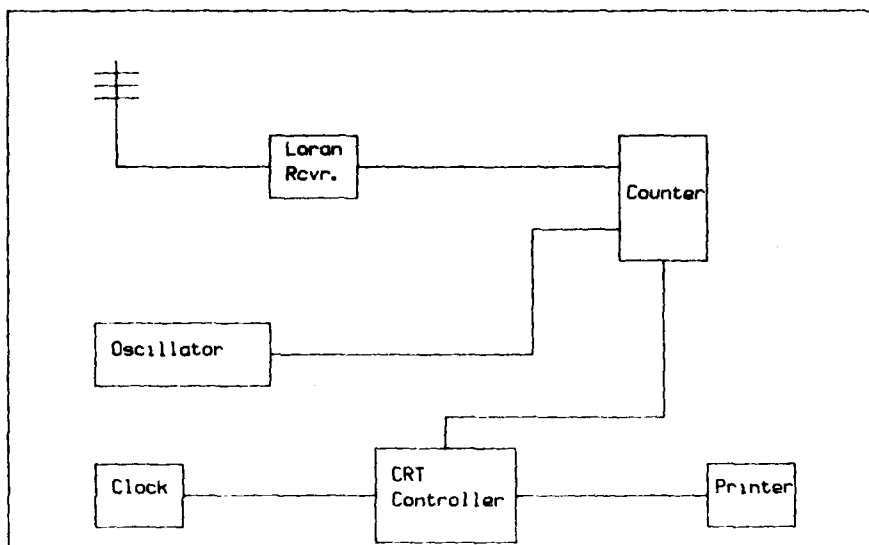 Loran
Rcvr.
Counter
Oscillator
Clock
CRT
Controller
Printer